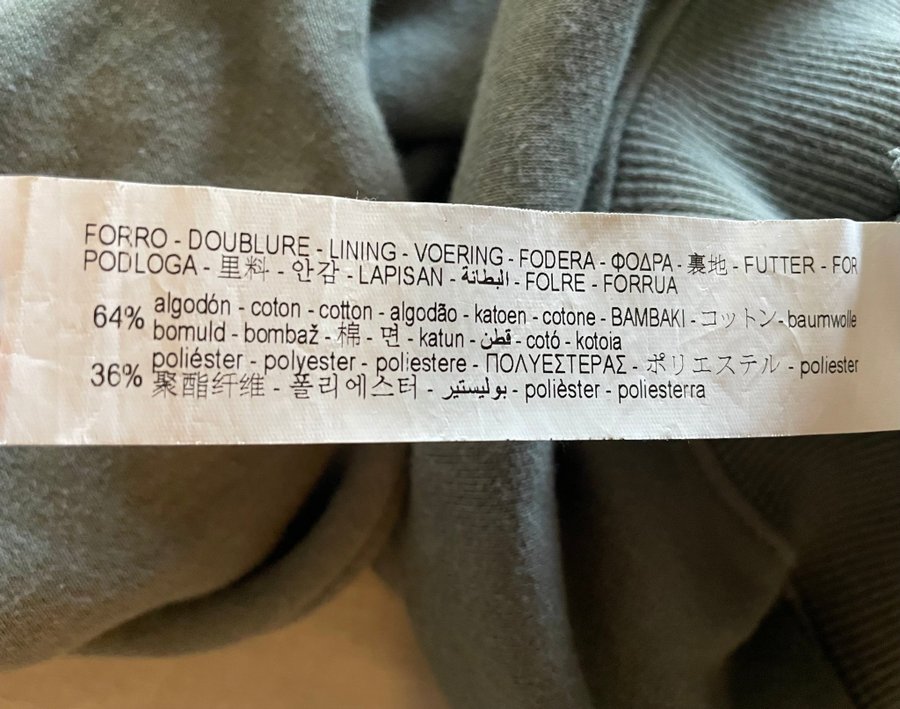 FORRO - DOUBLURE - LINING - VOERING - FODERA - ΦΟΔΡΑ - 裏地 - FUTTER - FOR
PODLOGA - 里料 - 안감 - LAPISAN - البطانة - FOLRE - FORRUA
64% algodón - coton - cotton - algodão - katoen - cotone - BAMBAKI - コットン - baumwolle
bomuld - bombaž - 棉 - 면 - katun - قطن - cotó - kotoia
36% poliéster - polyester - poliestere - ΠΟΛΥΕΣΤΕΡΑΣ - ポリエステル - poliester
聚酯纤维 - 폴리에스터 - بوليستير - polièster - poliesterra